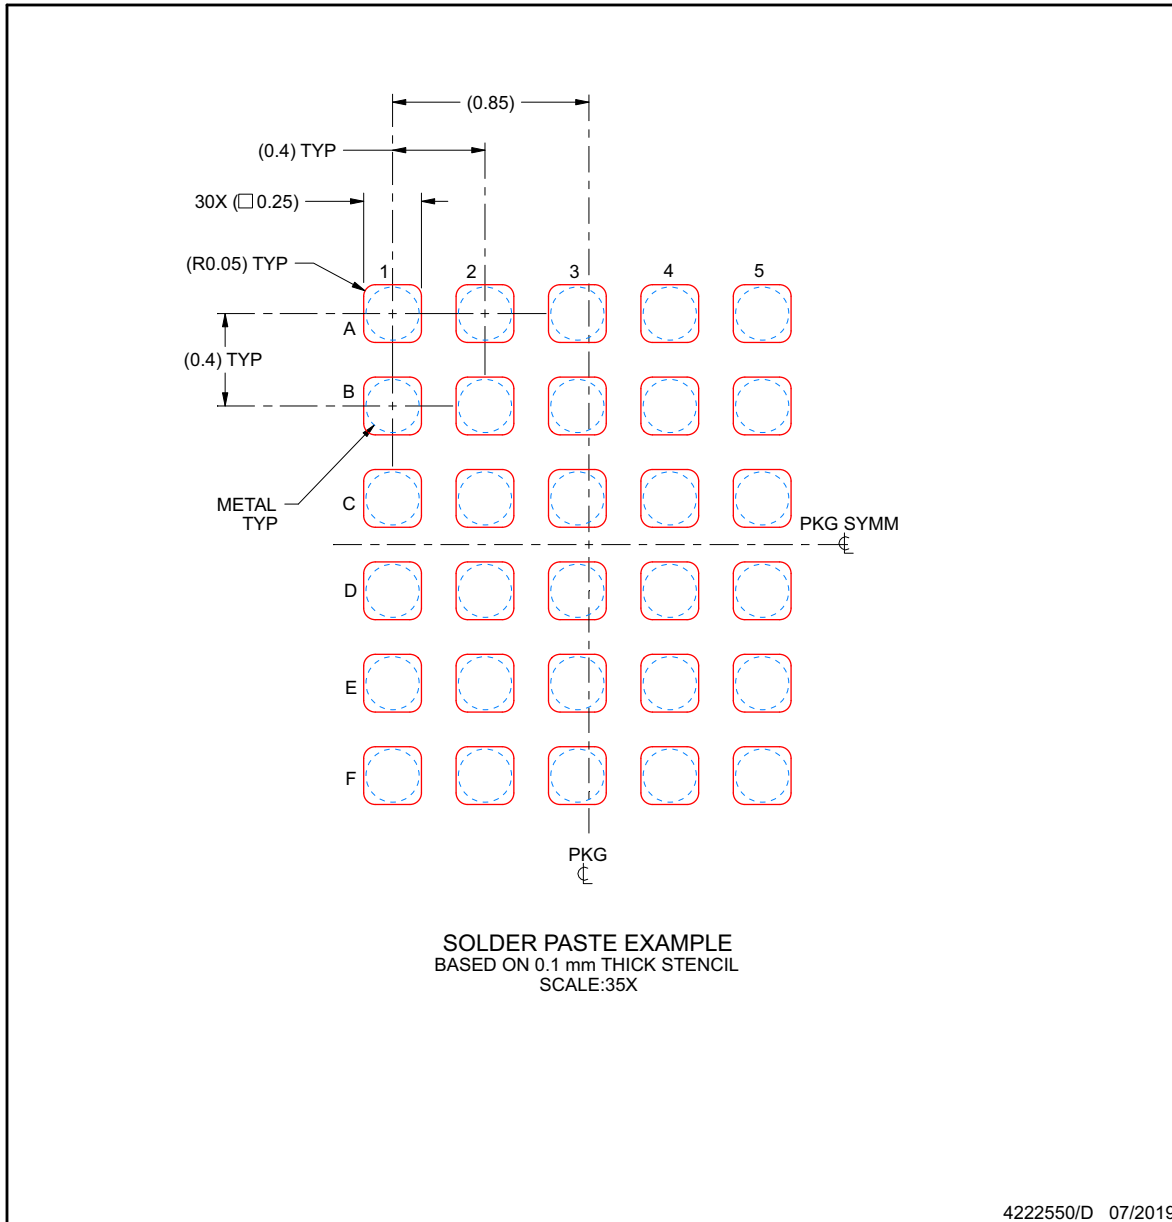 (0.85)
(0.4) TYP
30X (□ 0.25)
(R0.05) TYP
1 2 3 4 5
A
(0.4) TYP
B
METAL
TYP
C
PKG SYMM
℄
D
E
F
PKG
℄
SOLDER PASTE EXAMPLE
BASED ON 0.1 mm THICK STENCIL
SCALE:35X
4222550/D 07/2019